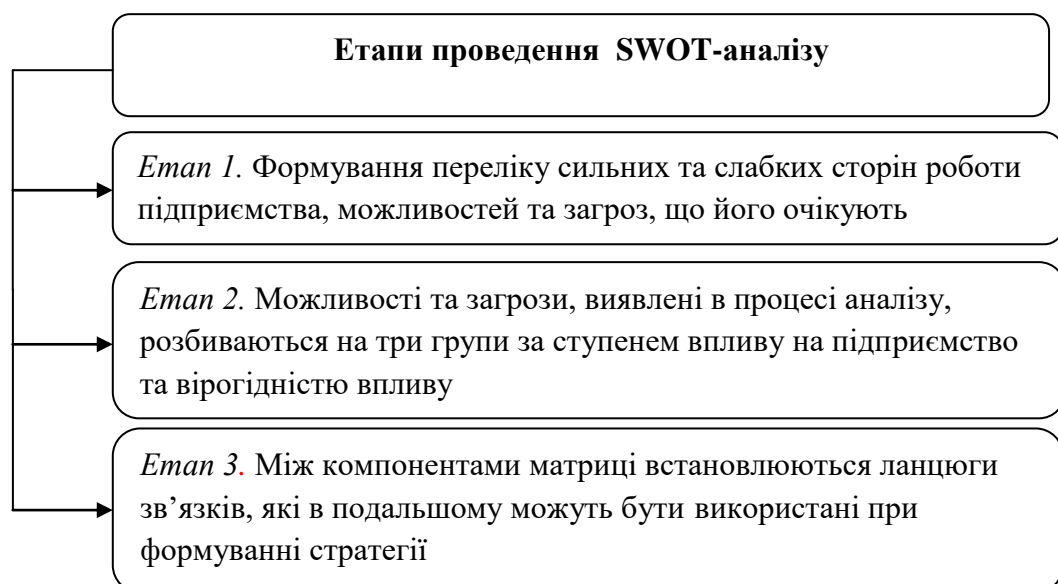 Етапи проведення SWOT-аналізу
Етап 1. Формування переліку сильних та слабких сторін роботи
підприємства, можливостей та загроз, що його очікують
Етап 2. Можливості та загрози, виявлені в процесі аналізу,
розбиваються на три групи за ступенем впливу на підприємство
та вірогідністю впливу
Етап 3. Між компонентами матриці встановлюються ланцюги
зв’язків, які в подальшому можуть бути використані при
формуванні стратегії